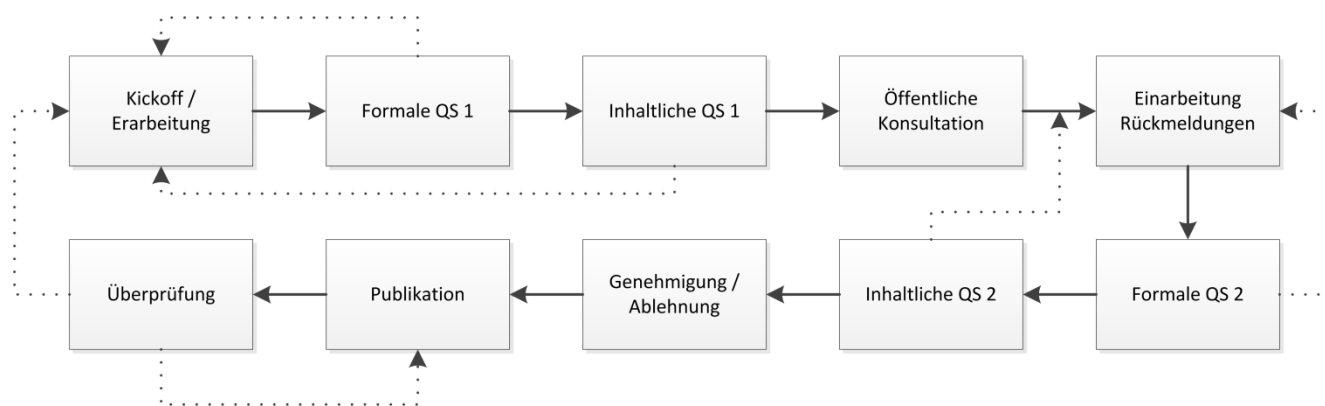 Kickoff /
Erarbeitung
Formale QS 1
Inhaltliche QS 1
Öffentliche
Konsultation
Einarbeitung
Rückmeldungen
Überprüfung
Publikation
Genehmigung /
Ablehnung
Inhaltliche QS 2
Formale QS 2